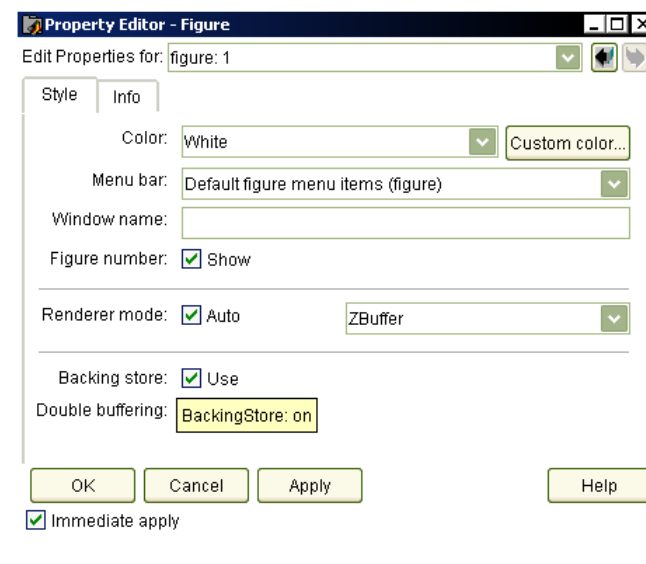 Property Editor - Figure
Edit Properties for: figure: 1
Style Info
Color: White Custom color...
Menu bar: Default figure menu items (figure)
Window name:
Figure number: Show
Renderer mode: Auto ZBuffer
Backing store: Use
Double buffering: BackingStore: on
OK Cancel Apply Help
Immediate apply